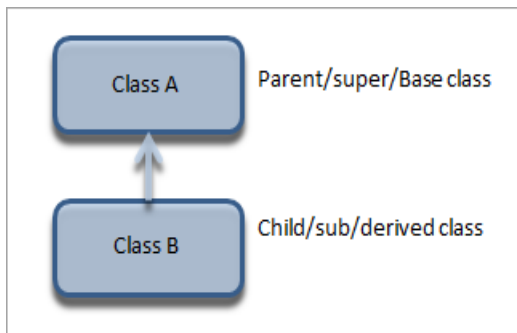 Class A
Parent/super/Base class
Class B
Child/sub/derived class